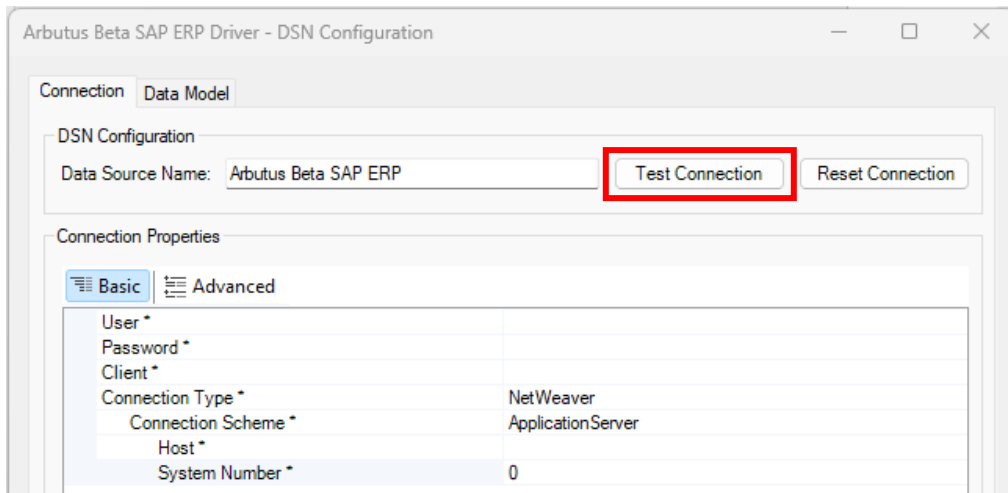 Arbutus Beta SAP ERP Driver - DSN Configuration
Connection Data Model
DSN Configuration
Data Source Name: Arbutus Beta SAP ERP Test Connection Reset Connection
Connection Properties
Basic Advanced
User *
Password *
Client *
Connection Type * NetWeaver
Connection Scheme * ApplicationServer
Host *
System Number * 0